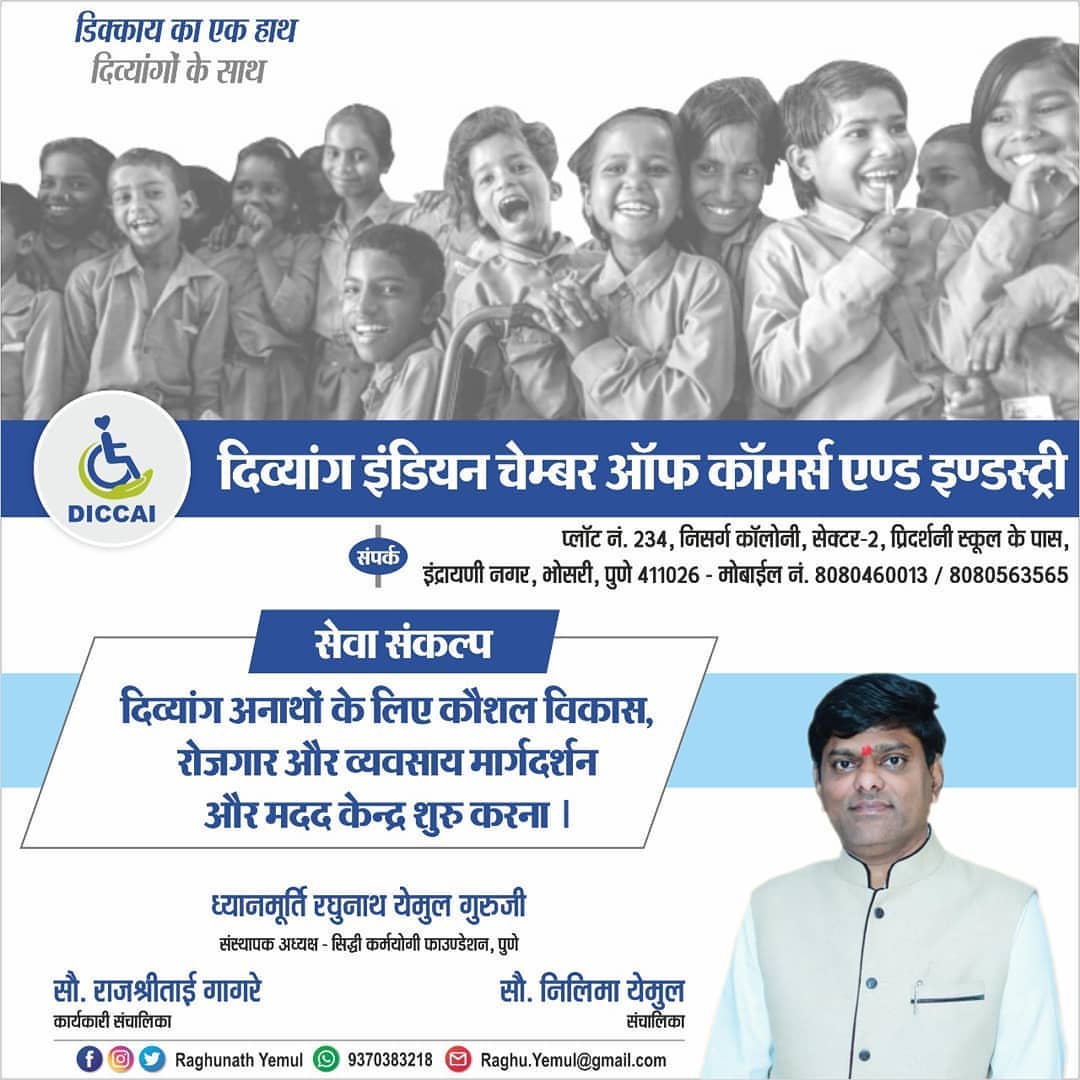 डिक्काय का एक हाथ
दिव्यांगों के साथ
DICCAI
दिव्यांग इंडियन चेम्बर ऑफ कॉमर्स एण्ड इण्डस्ट्री
संपर्क
प्लॉट नं. 234, निसर्ग कॉलोनी, सेक्टर-2, प्रिदर्शनी स्कूल के पास,
इंद्रायणी नगर, भोसरी, पुणे 411026 - मोबाईल नं. 8080460013 / 8080563565
सेवा संकल्प
दिव्यांग अनाथों के लिए कौशल विकास,
रोजगार और व्यवसाय मार्गदर्शन
और मदद केन्द्र शुरु करना ।
ध्यानमूर्ति रघुनाथ येमुल गुरुजी
संस्थापक अध्यक्ष - सिद्धी कर्मयोगी फाउण्डेशन, पुणे
सौ. राजश्रीताई गागरे
कार्यकारी संचालिका
सौ. निलिमा येमुल
संचालिका
Raghunath Yemul 9370383218 Raghu.Yemul@gmail.com